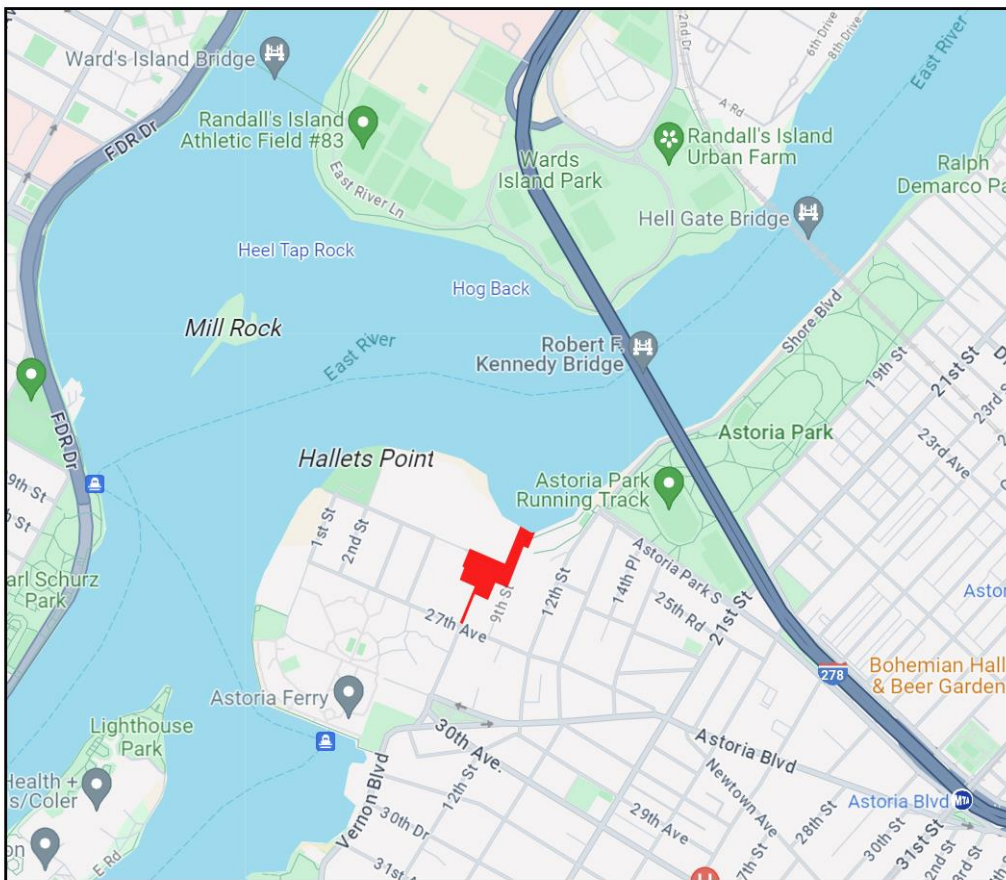 Ward's Island Bridge
FDR Dr
Randall's Island
Athletic Field #83
East River Ln
2nd Dr
6th Drive
8th Drive
East River
A Rd
Randall's Island
Urban Farm
Wards
Island Park
Ralph
Demarco Pa
Hell Gate Bridge
Heel Tap Rock
Hog Back
Mill Rock
East River
Robert F.
Kennedy Bridge
Shore Blvd
19th St
21st St
23rd Ave
Astoria Park
FDR Dr
Hallets Point
Astoria Park
Running Track
9th St
arl Schurz
Park
1st St
2nd St
9th St
12th St
14th Pl
Astoria Park S
25th Rd
21st St
27th Ave
Astor
278
Bohemian Hall
& Beer Garden
Astoria Ferry
Lighthouse
Park
Health +
s/Coler
on
E Rd
Vernon Blvd
30th Ave.
12th St
30th Dr
31st A
Astoria Blvd
Newtown Ave
29th Ave
28th St
7th St
Astoria Blvd
MTA
30th St
31st St
2nd St
H